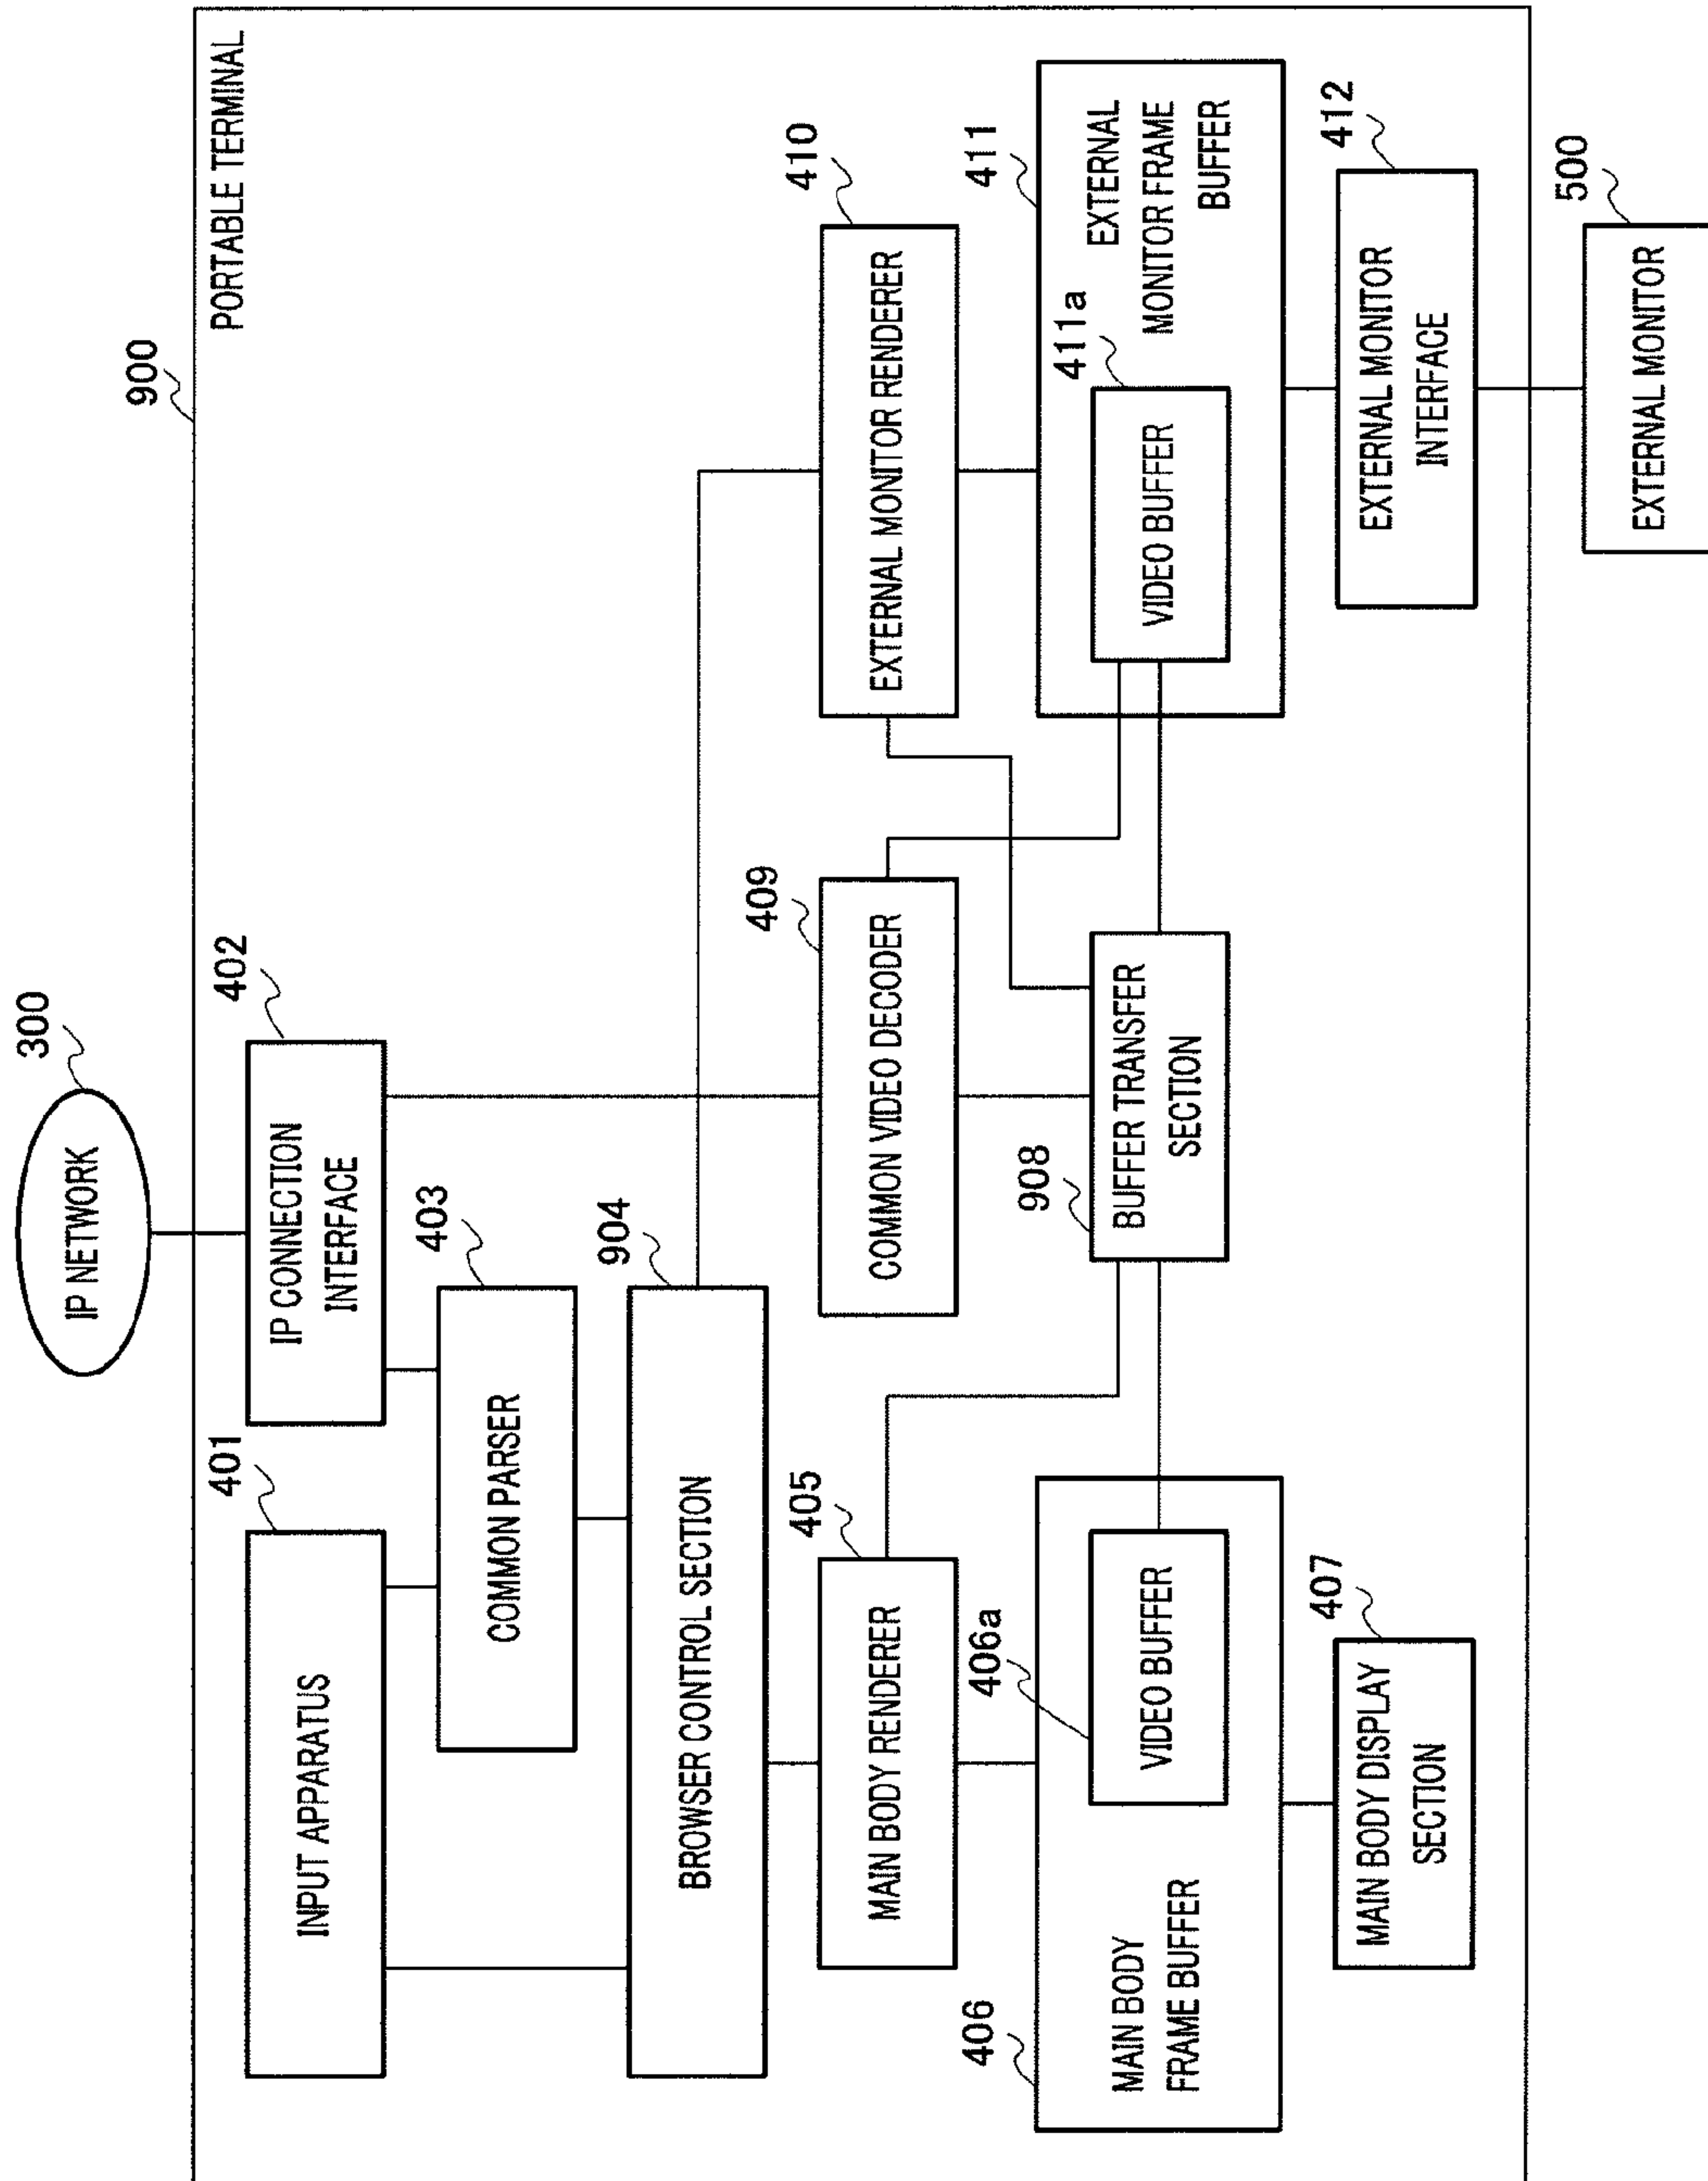 300
IP NETWORK
900
PORTABLE TERMINAL
401
INPUT APPARATUS
402
IP CONNECTION
INTERFACE
403
COMMON PARSER
904
BROWSER CONTROL SECTION
405
MAIN BODY RENDERER
409
COMMON VIDEO DECODER
410
EXTERNAL MONITOR RENDERER
406
MAIN BODY
FRAME BUFFER
406a
VIDEO BUFFER
908
BUFFER TRANSFER
SECTION
411a
VIDEO BUFFER
411
EXTERNAL
MONITOR FRAME
BUFFER
407
MAIN BODY DISPLAY
SECTION
412
EXTERNAL MONITOR
INTERFACE
500
EXTERNAL MONITOR